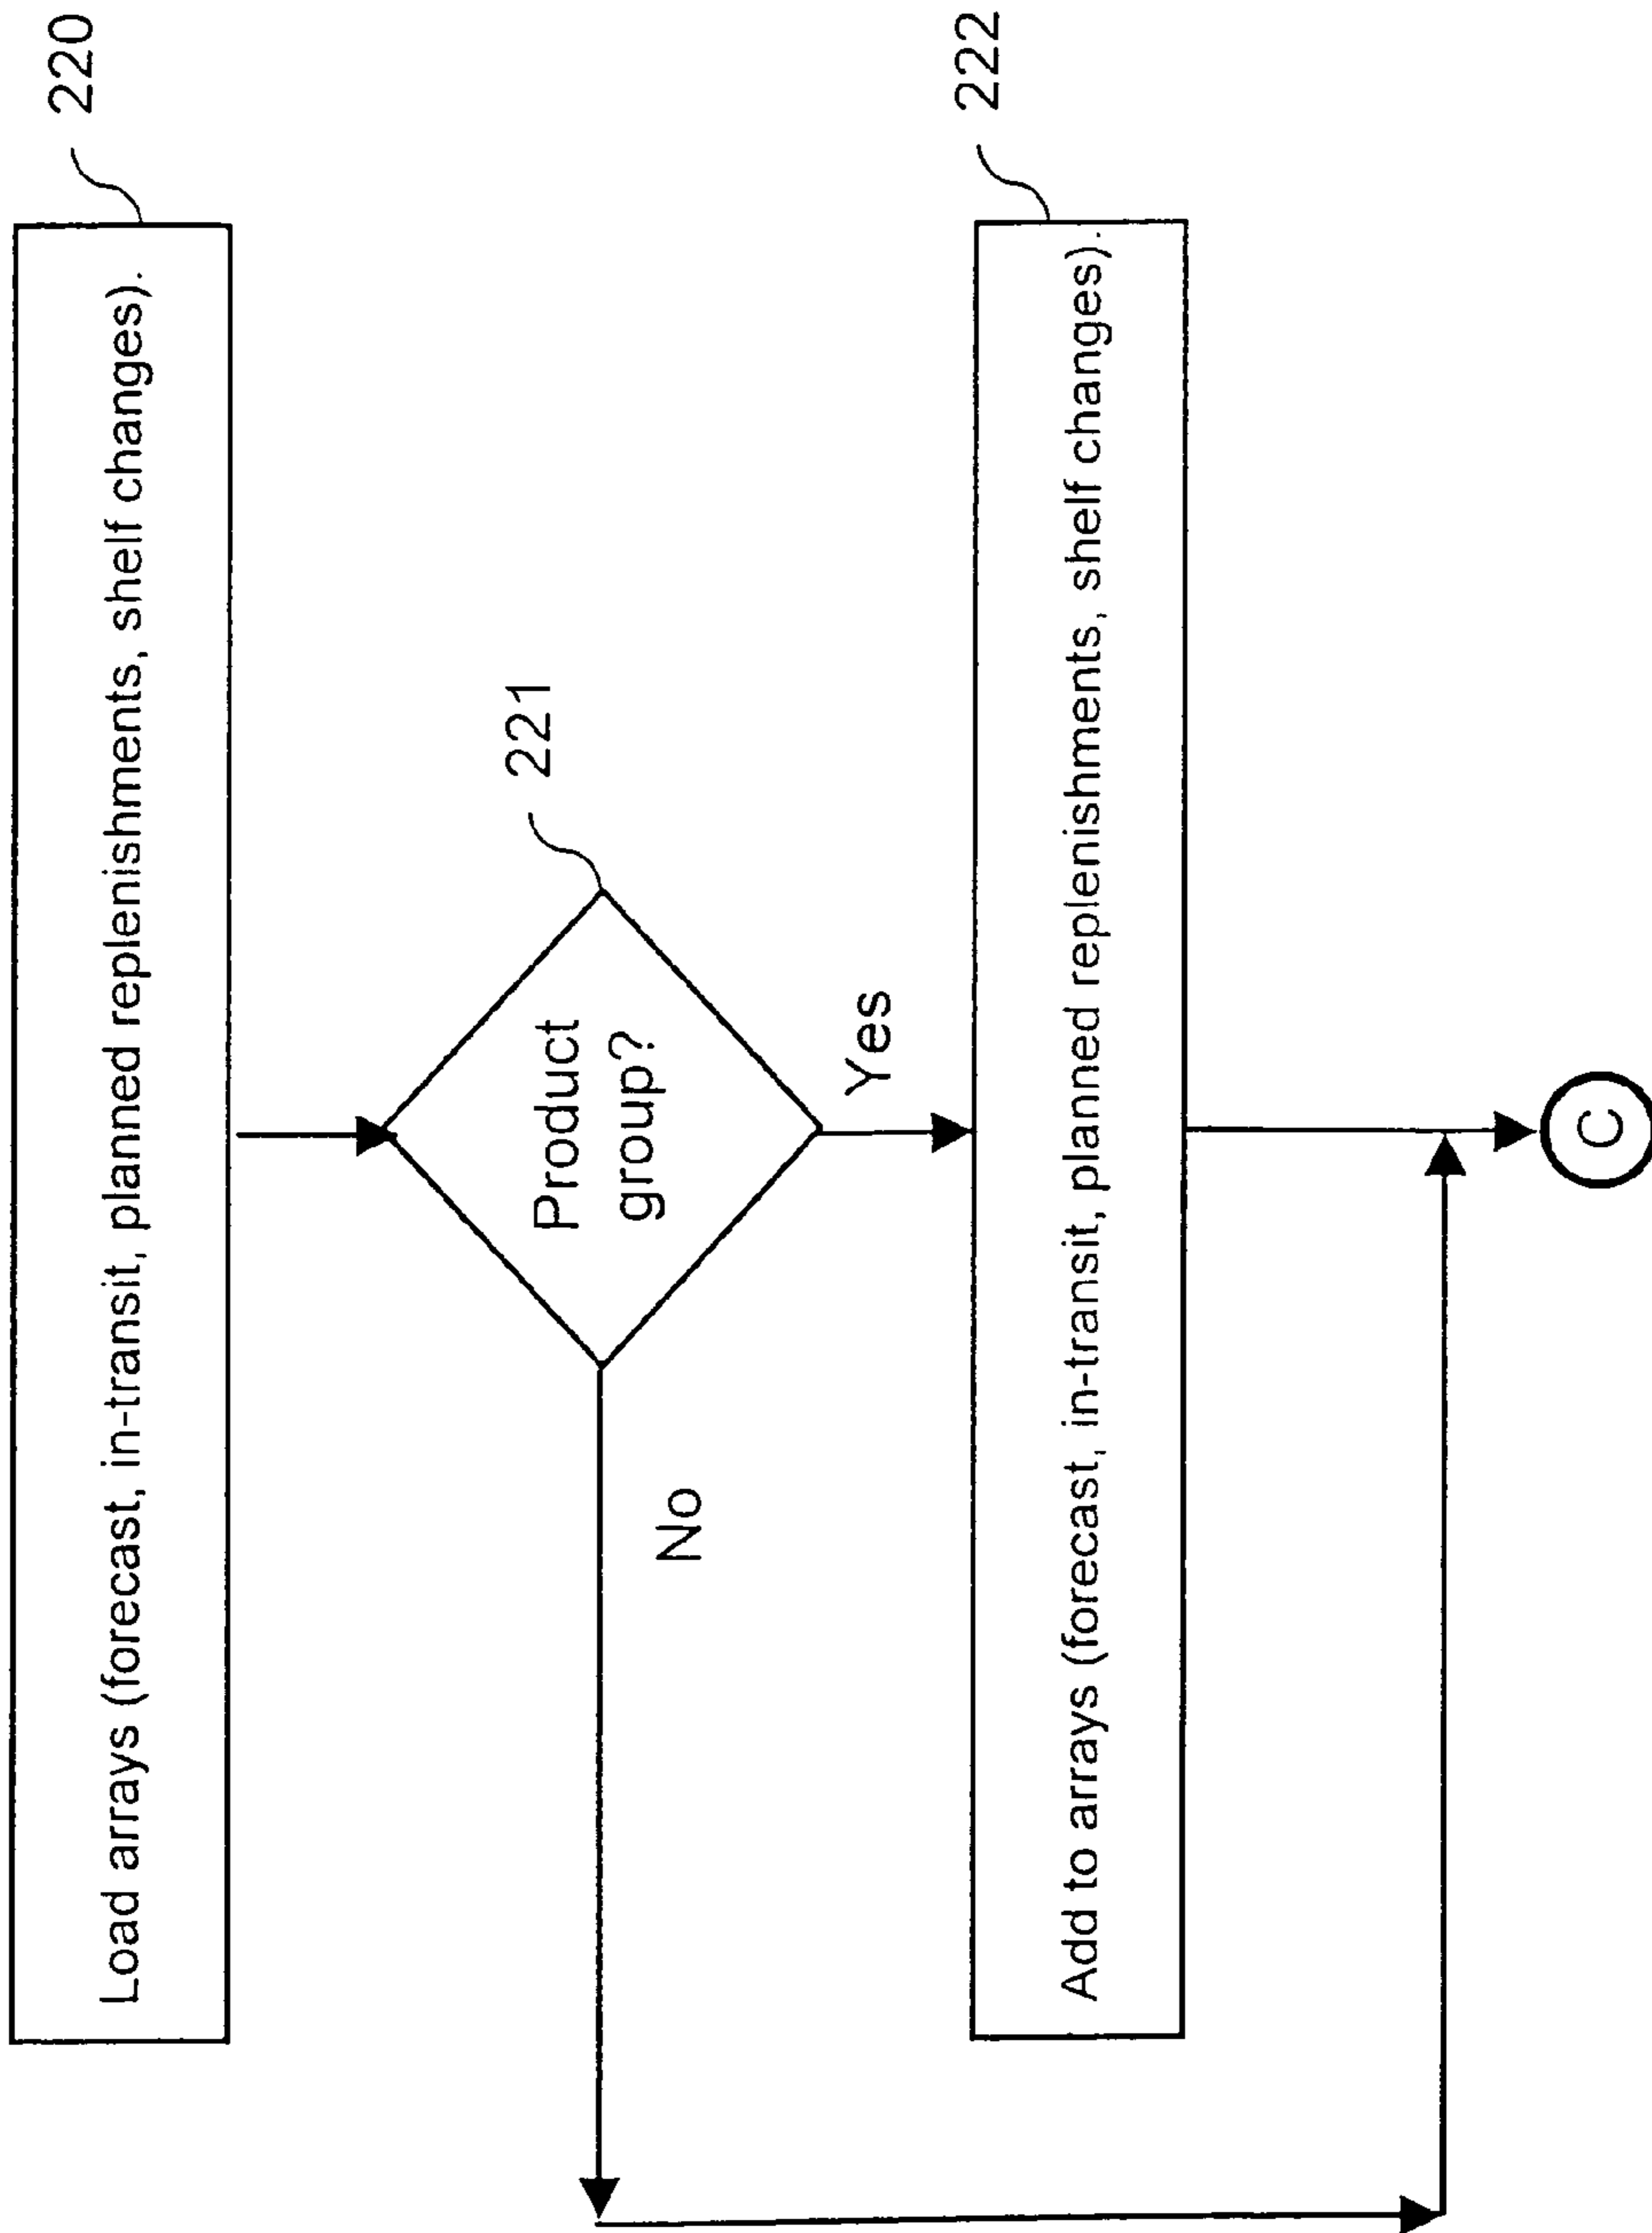 220
Load arrays (forecast, in-transit, planned replenishments, shelf changes).
221
Product
group?
No
Yes
222
Add to arrays (forecast, in-transit, planned replenishments, shelf changes).
C